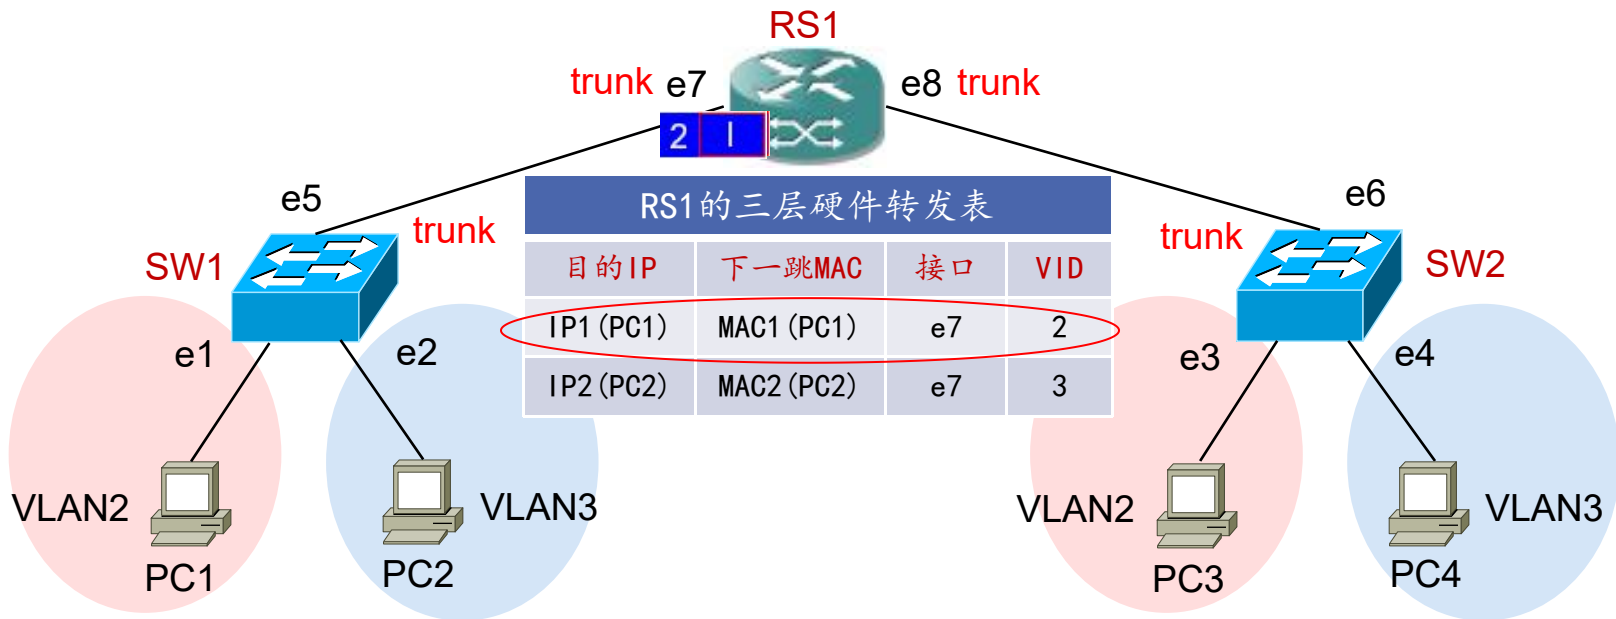 RS1
trunk e7
e8 trunk
2 I
e5
trunk
SW1
RS1的三层硬件转发表
目的IP 下一跳MAC 接口 VID
IP1(PC1) MAC1(PC1) e7 2
IP2(PC2) MAC2(PC2) e7 3
e6
trunk
SW2
e1
e2
e3
e4
VLAN2
VLAN3
VLAN2
VLAN3
PC1
PC2
PC3
PC4